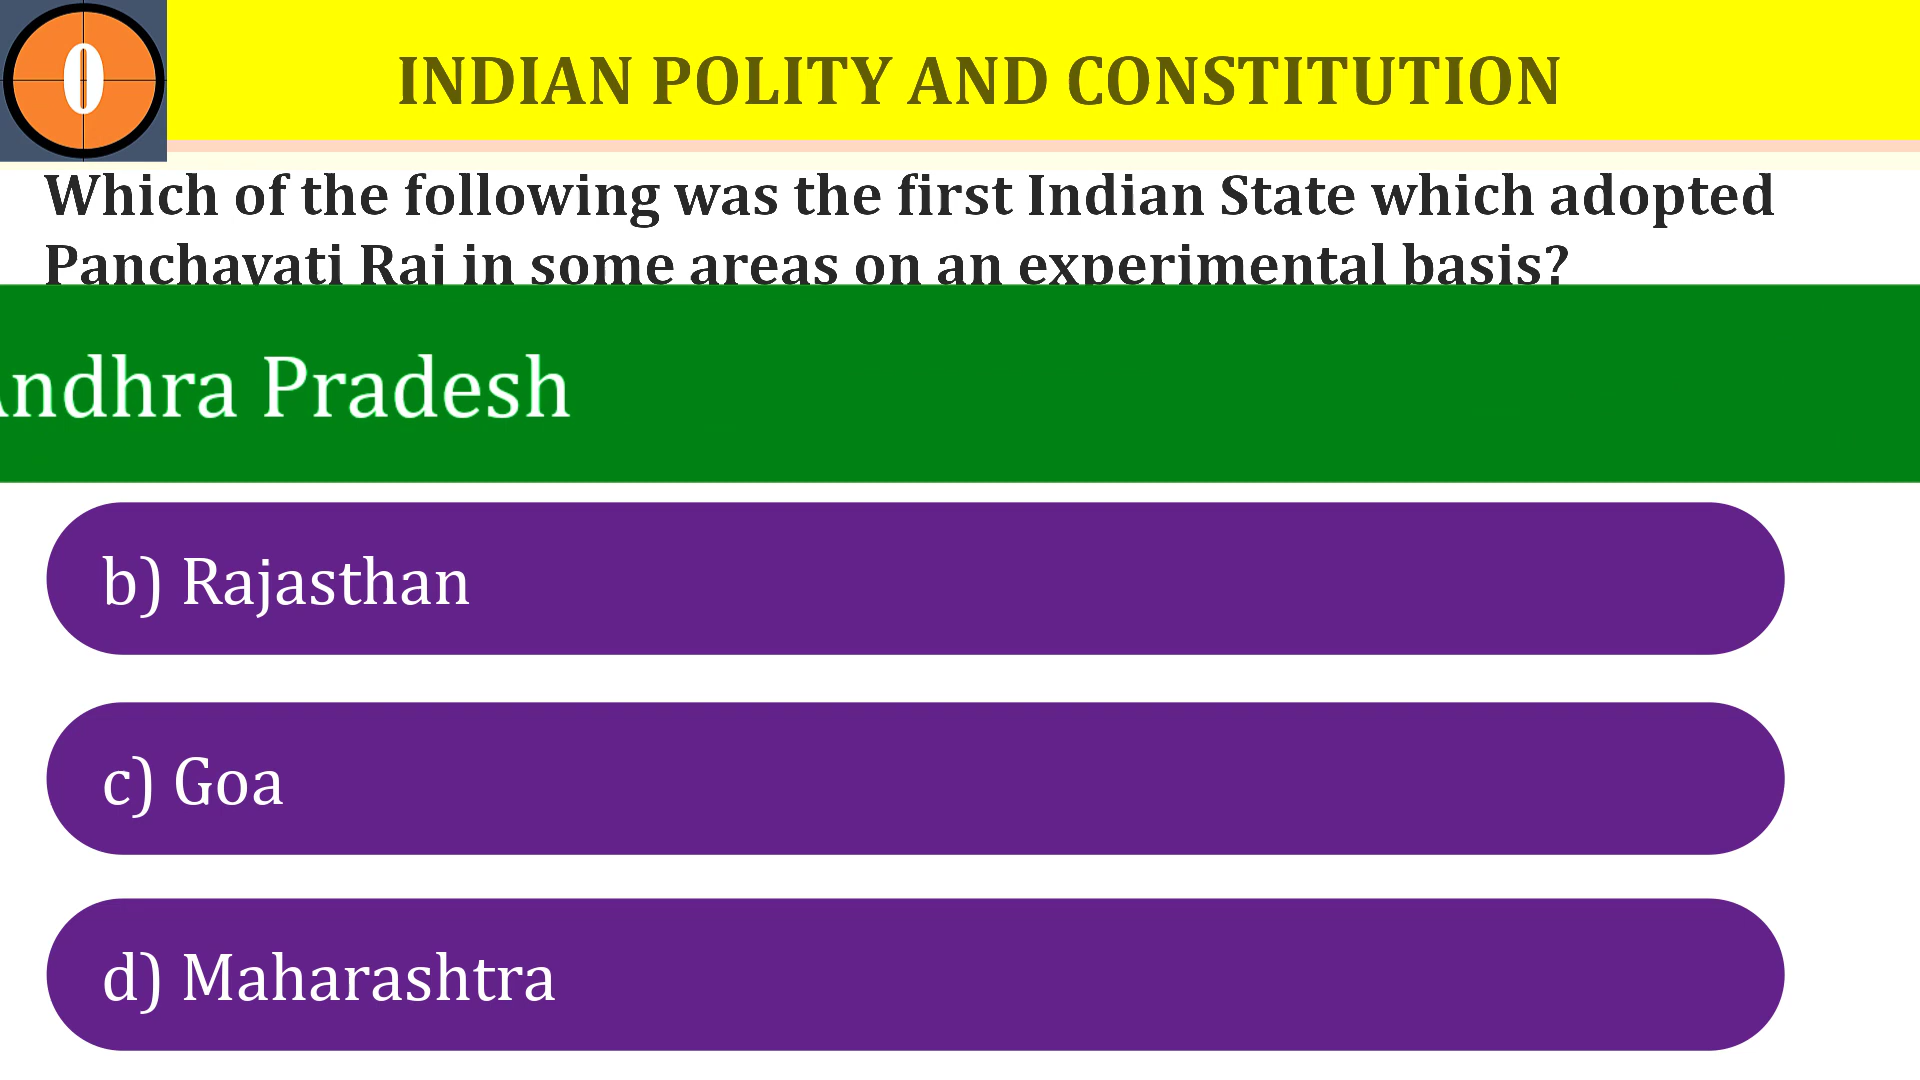 0
INDIAN POLITY AND CONSTITUTION
Which of the following was the first Indian State which adopted
Panchayati Raj in some areas on an experimental basis?
Andhra Pradesh
b) Rajasthan
c) Goa
d) Maharashtra